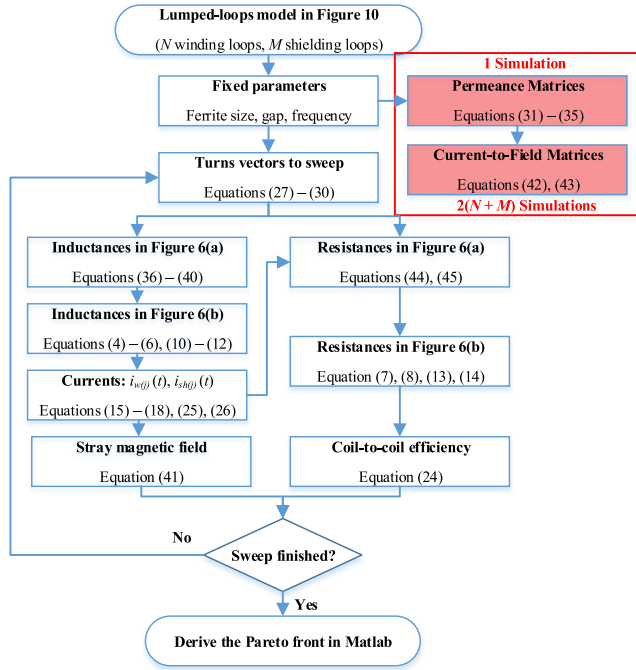 Lumped-loops model in Figure 10
(N winding loops, M shielding loops)
1 Simulation
Fixed parameters
Ferrite size, gap, frequency
Permeance Matrices
Equations (31) – (35)
Turns vectors to sweep
Equations (27) – (30)
Current-to-Field Matrices
Equations (42), (43)
2(N + M) Simulations
Inductances in Figure 6(a)
Equations (36) – (40)
Resistances in Figure 6(a)
Equations (44), (45)
Inductances in Figure 6(b)
Equations (4) – (6), (10) – (12)
Resistances in Figure 6(b)
Equation (7), (8), (13), (14)
Currents: i_{w(j)}(t), i_{sh(j)}(t)
Equations (15) – (18), (25), (26)
Stray magnetic field
Equation (41)
Coil-to-coil efficiency
Equation (24)
No
Sweep finished?
Yes
Derive the Pareto front in Matlab